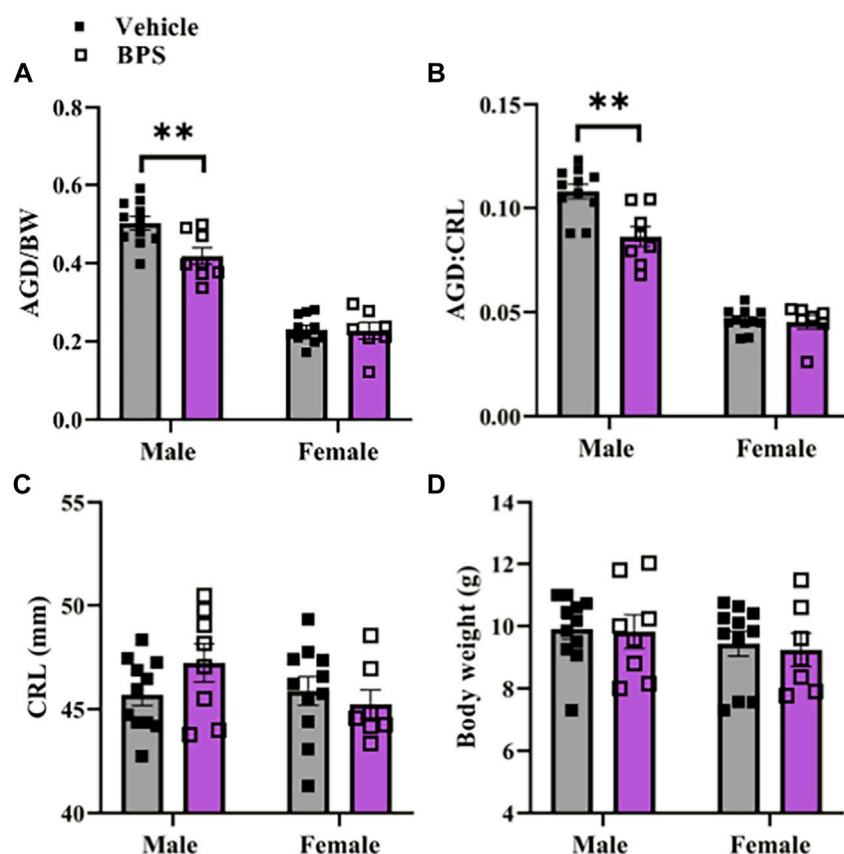 Vehicle
BPS
A
AGD/BW
0.8
0.6
0.4
0.2
0.0
**
Male
Female
B
AGD:CRL
0.15
0.10
0.05
0.00
**
Male
Female
C
CRL (mm)
55
50
45
40
Male
Female
D
Body weight (g)
14
12
10
8
6
4
Male
Female